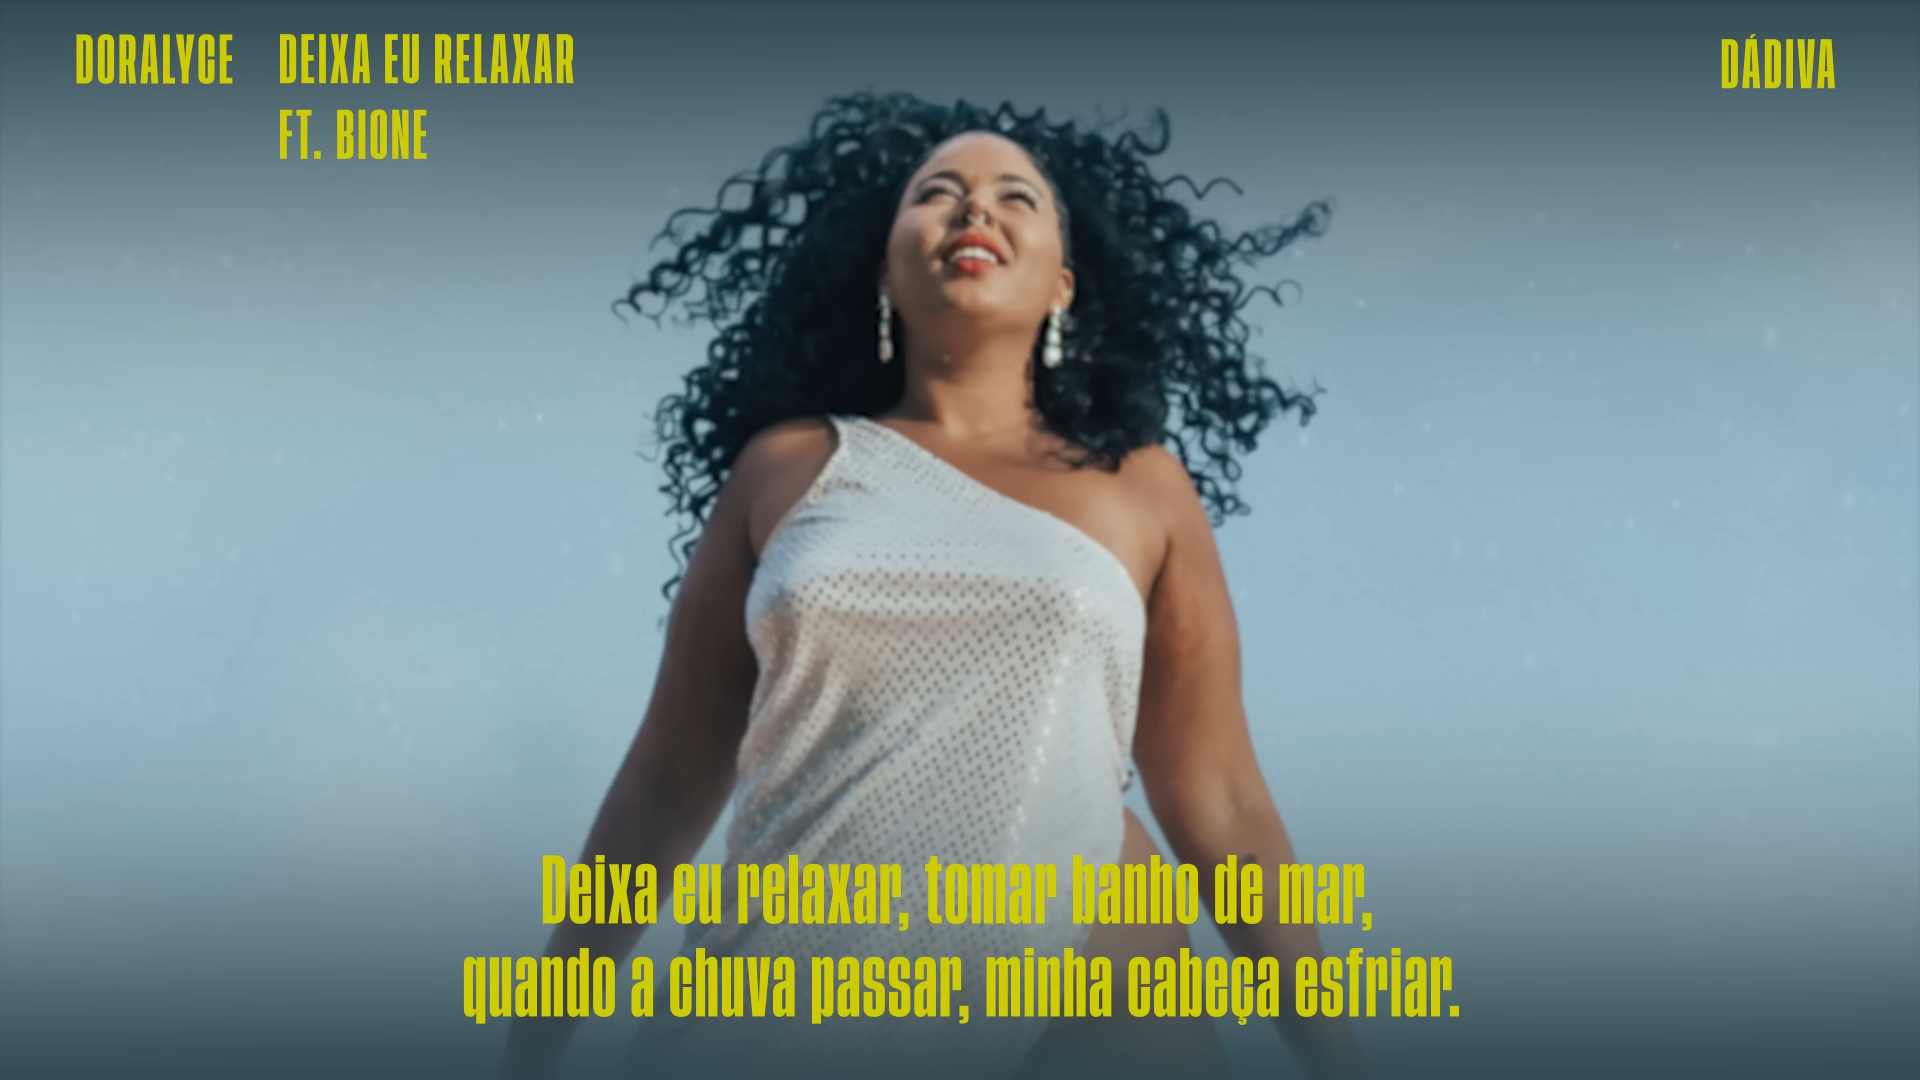 DORALYCE
DEIXA EU RELAXAR
FT. BIONE
DÁDIVA
Deixa eu relaxar, tomar banho de mar,
quando a chuva passar, minha cabeça esfriar.